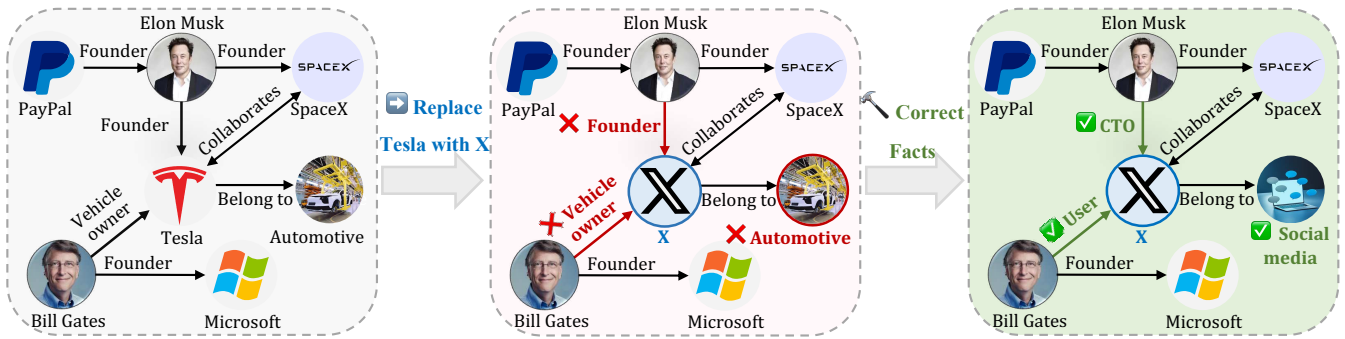 Elon Musk
Founder
Founder
SPACEX
PayPal
SpaceX
Founder
Collaborates
Vehicle
owner
Belong to
Tesla
Automotive
Founder
Bill Gates
Microsoft
Replace
Tesla with X
Elon Musk
Founder
Founder
SPACEX
PayPal
SpaceX
Founder
Collaborates
Vehicle
owner
Belong to
X
Automotive
Founder
Bill Gates
Microsoft
Correct
Facts
Elon Musk
Founder
Founder
SPACEX
PayPal
SpaceX
CTO
Collaborates
User
Belong to
X
Social
media
Founder
Bill Gates
Microsoft